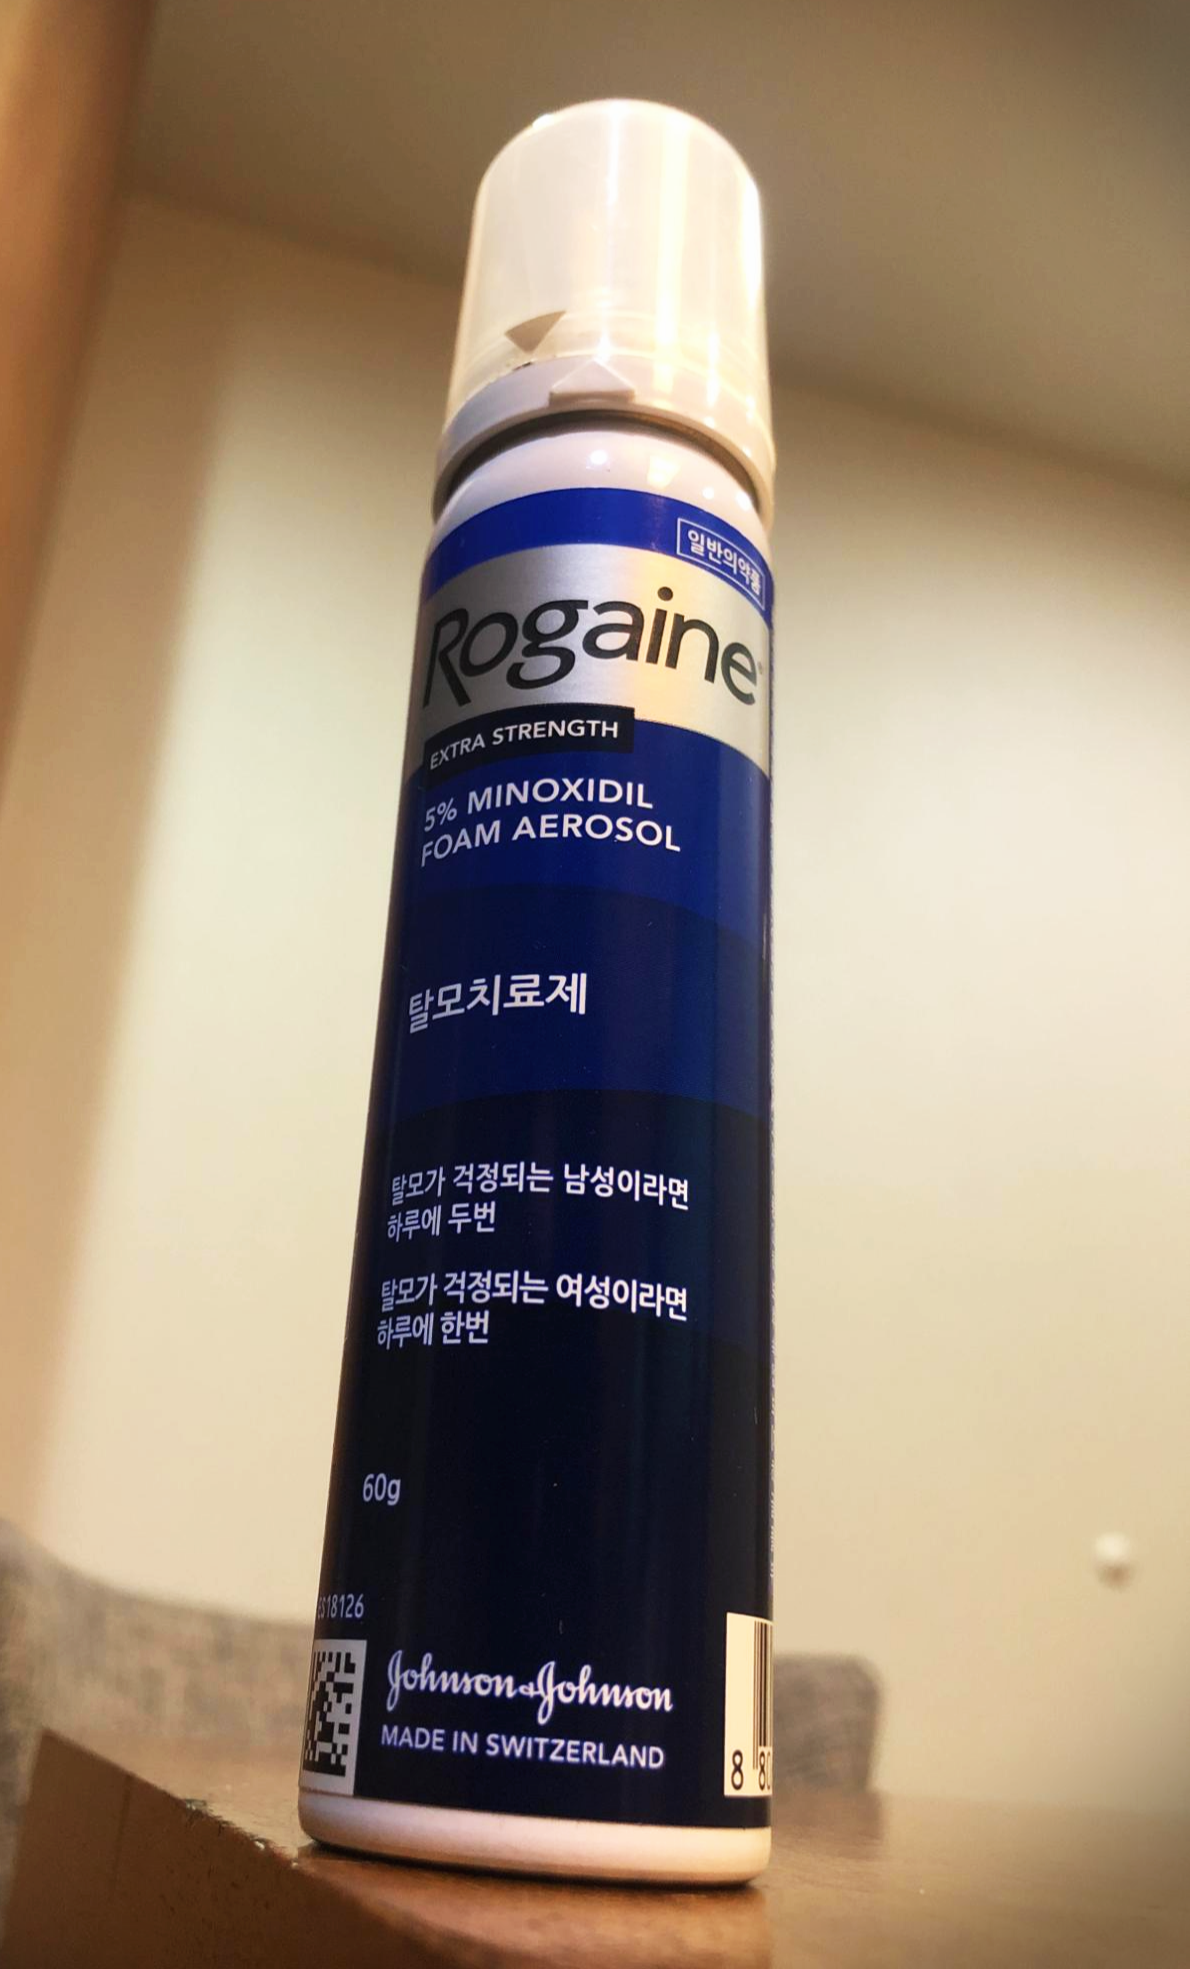 일반의약품
Rogaine®
EXTRA STRENGTH
5% MINOXIDIL
FOAM AEROSOL
탈모치료제
탈모가 걱정되는 남성이라면
하루에 두번
탈모가 걱정되는 여성이라면
하루에 한번
60g
ES18126
Johnson & Johnson
MADE IN SWITZERLAND
8 80